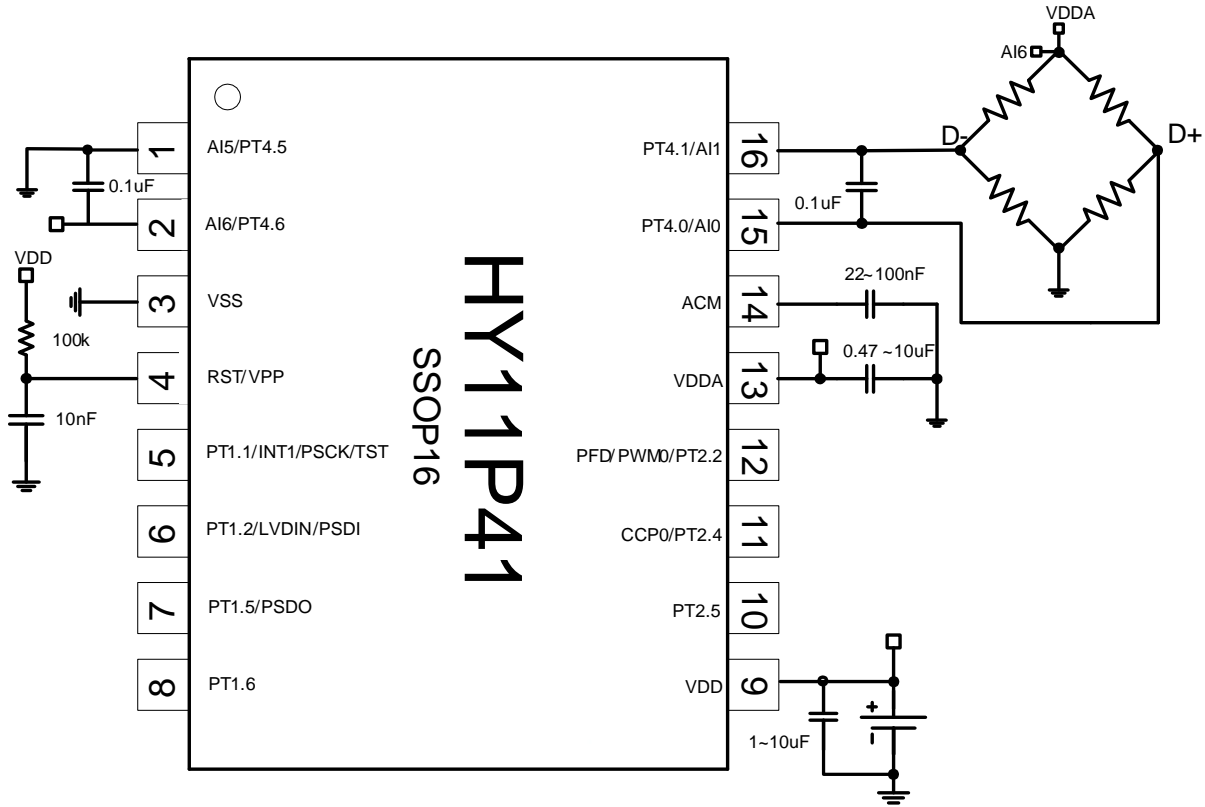 VDDA
AI6
D-
D+
1
AI5/PT4.5
0.1uF
2
AI6/PT4.6
VDD
3
VSS
100k
4
RST/VPP
10nF
5
PT1.1/INT1/PSCK/TST
6
PT1.2/LVDIN/PSDI
7
PT1.5/PSDO
8
PT1.6
HY11P41
SSOP16
PT4.1/AI1
16
0.1uF
PT4.0/AI0
15
22~100nF
ACM
14
0.47~10uF
VDDA
13
PFD/PWM0/PT2.2
12
CCP0/PT2.4
11
PT2.5
10
VDD
9
1~10uF
+
-